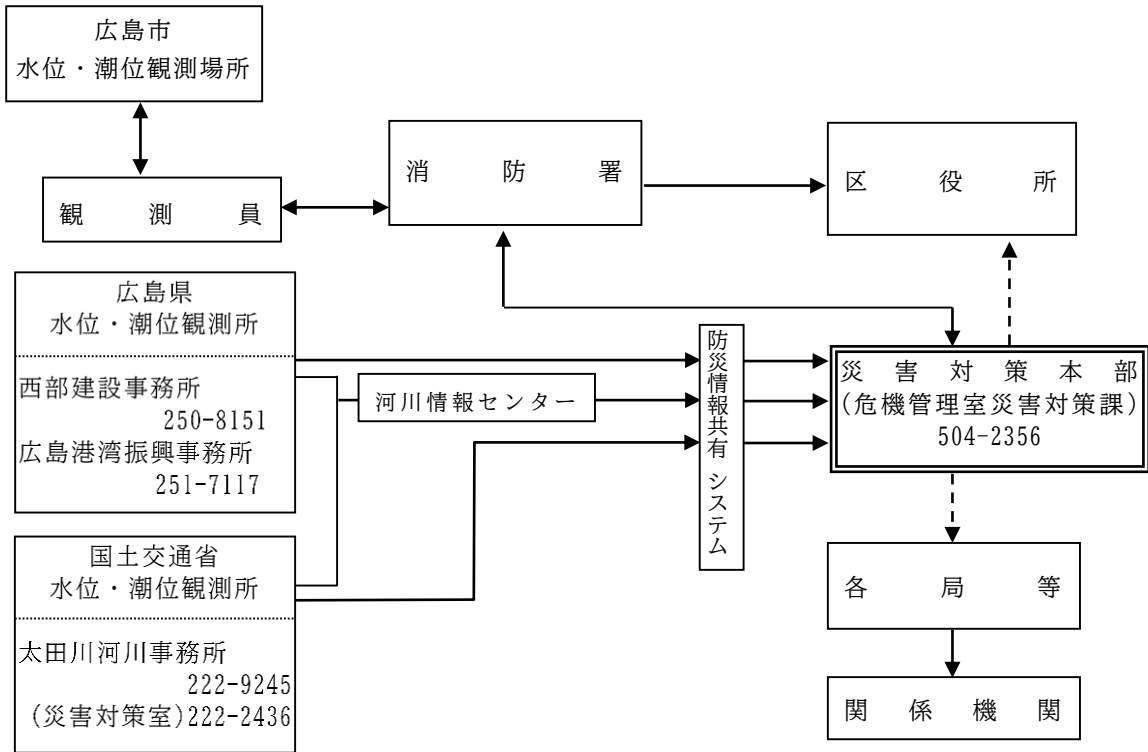 広島市
水位・潮位観測場所
消防署
区役所
観測員
広島県
水位・潮位観測所
西部建設事務所
250-8151
広島港湾振興事務所
251-7117
河川情報センター
防災情報共有システム
災害対策本部
(危機管理室災害対策課)
504-2356
国土交通省
水位・潮位観測所
太田川河川事務所
222-9245
(災害対策室)222-2436
各局等
関係機関